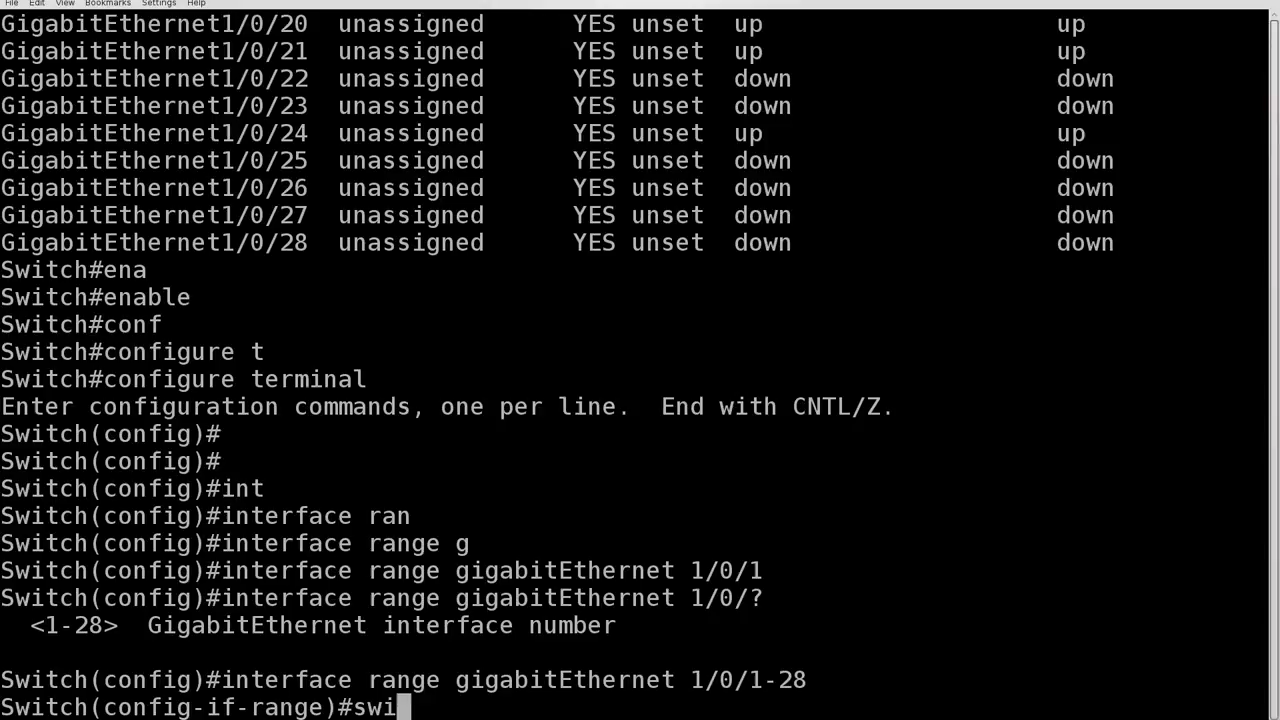 File Edit View Bookmarks Settings Help
GigabitEthernet1/0/20 unassigned YES unset up up
GigabitEthernet1/0/21 unassigned YES unset up up
GigabitEthernet1/0/22 unassigned YES unset down down
GigabitEthernet1/0/23 unassigned YES unset down down
GigabitEthernet1/0/24 unassigned YES unset up up
GigabitEthernet1/0/25 unassigned YES unset down down
GigabitEthernet1/0/26 unassigned YES unset down down
GigabitEthernet1/0/27 unassigned YES unset down down
GigabitEthernet1/0/28 unassigned YES unset down down
Switch#ena
Switch#enable
Switch#conf
Switch#configure t
Switch#configure terminal
Enter configuration commands, one per line. End with CNTL/Z.
Switch(config)#
Switch(config)#
Switch(config)#int
Switch(config)#interface ran
Switch(config)#interface range g
Switch(config)#interface range gigabitEthernet 1/0/1
Switch(config)#interface range gigabitEthernet 1/0/?
<1-28> GigabitEthernet interface number
Switch(config)#interface range gigabitEthernet 1/0/1-28
Switch(config-if-range)#swi